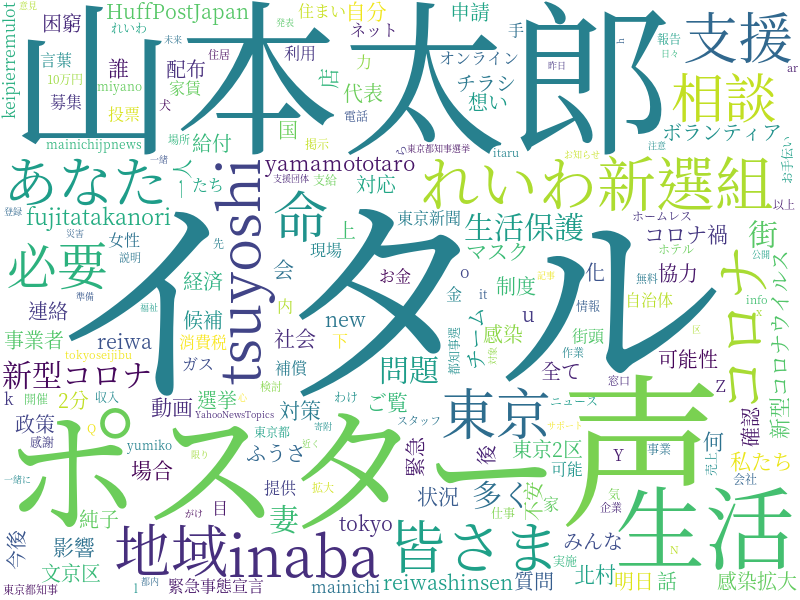 keipierremulot
困窮
意見
HuffPostJapan
れいわ
発表
未来
住まい
自分
ネット
申請
手
h
報告
日々
支援
言葉
10万円
miyano
住居
誰
配布
利用
店
力
代表
オンライン
チラシ
想い
昨日
ar
山本太郎
相談
募集
投票
犬
家賃
国
掲示
ボランティア
mainichijpnews
場所
給付
電話
ら
東京都知事選挙
itaru
お知らせ
注意
お手伝い
あなた
一緒
人
たち
yamamototaro
支援団体
支給
対応
れいわ新選組
以上
登録
fujitatakanori
命
上
東京新聞
生活保護
ホームレス
コロナ禍
街
災害
女性
説明
先
現場
マスク
ホテル
必要
経済
会
お金
o
制度
化
協力
公開
コロナ
新型コロナウイルス
準備
福祉
内
金
it
記事
無料
情報
自治体
info
x
連絡
候補
tsuyoshi
イタル
new
u
区
事業者
reiwa
消費税
社会
下
チーム
感染
街頭
tokyoseijibu
ガス
補償
問題
都知事選
対象
作業
可能性
新型コロナ
検討
わけ
全て
窓口
Z
k
開催
収入
2分
動画
YahooNewsTopics
選挙
心
対策
寄附
ご覧
東京
ニュース
声
確認
政策
感謝
Q
東京都
近く
スタッフ
ポスター
サポート
何
yumiko
ふうさ
緊急
後
東京2区
Y
事業
私たち
一緒に
場合
限り
可能
売上
会社
提供
拡大
目
状況
多く
不安
家
気
企業
生活
純子
妻
tokyo
仕事
みんな
N
今後
影響
地域
inaba
皆さま
実施
文京区
がけ
東京都知事
l
都内
緊急事態宣言
mainichi
reiwashinsen
質問
北村
明日
話
感染拡大